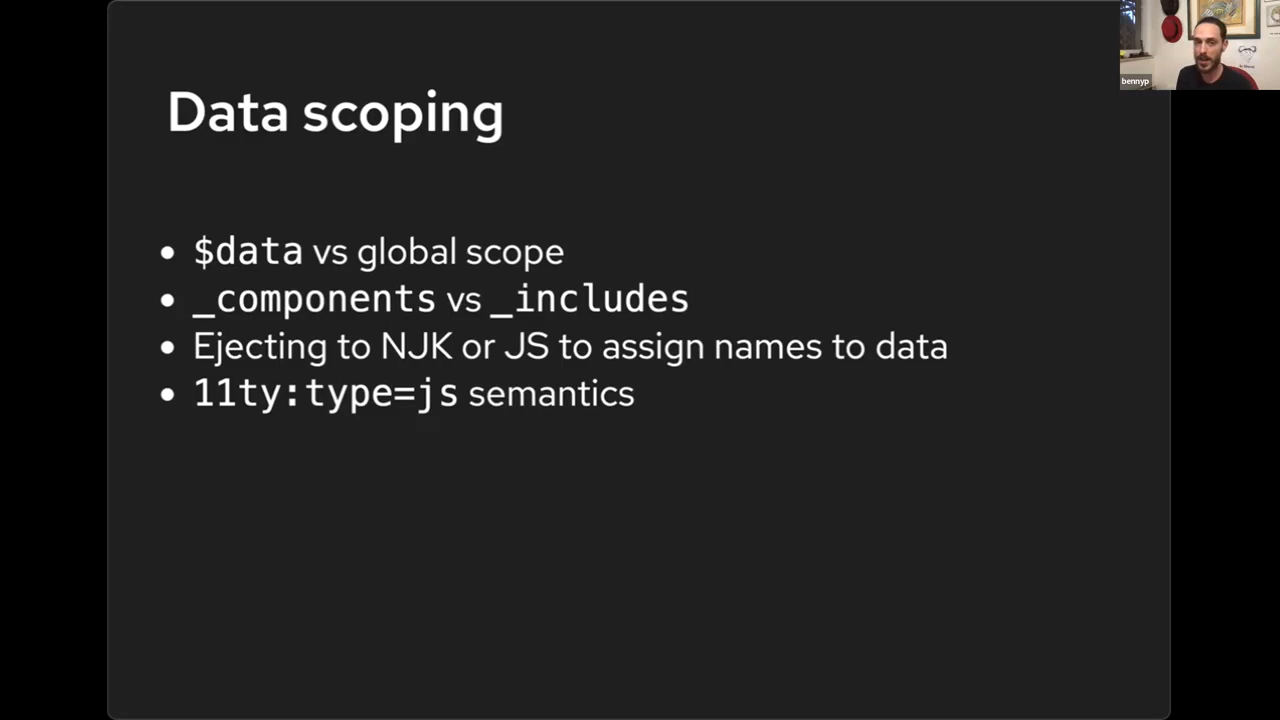 Data scoping
• $data vs global scope
• _components vs _includes
• Ejecting to NJK or JS to assign names to data
• 11ty:type=js semantics
bennyp